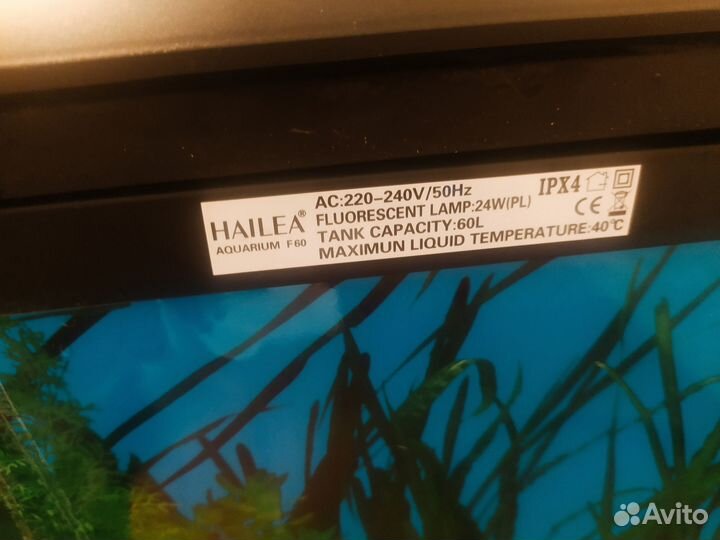 HAILEA®
AQUARIUM F60
AC:220-240V/50Hz
FLUORESCENT LAMP:24W(PL)
TANK CAPACITY:60L
MAXIMUN LIQUID TEMPERATURE:40℃
IPX4
CE
Avito